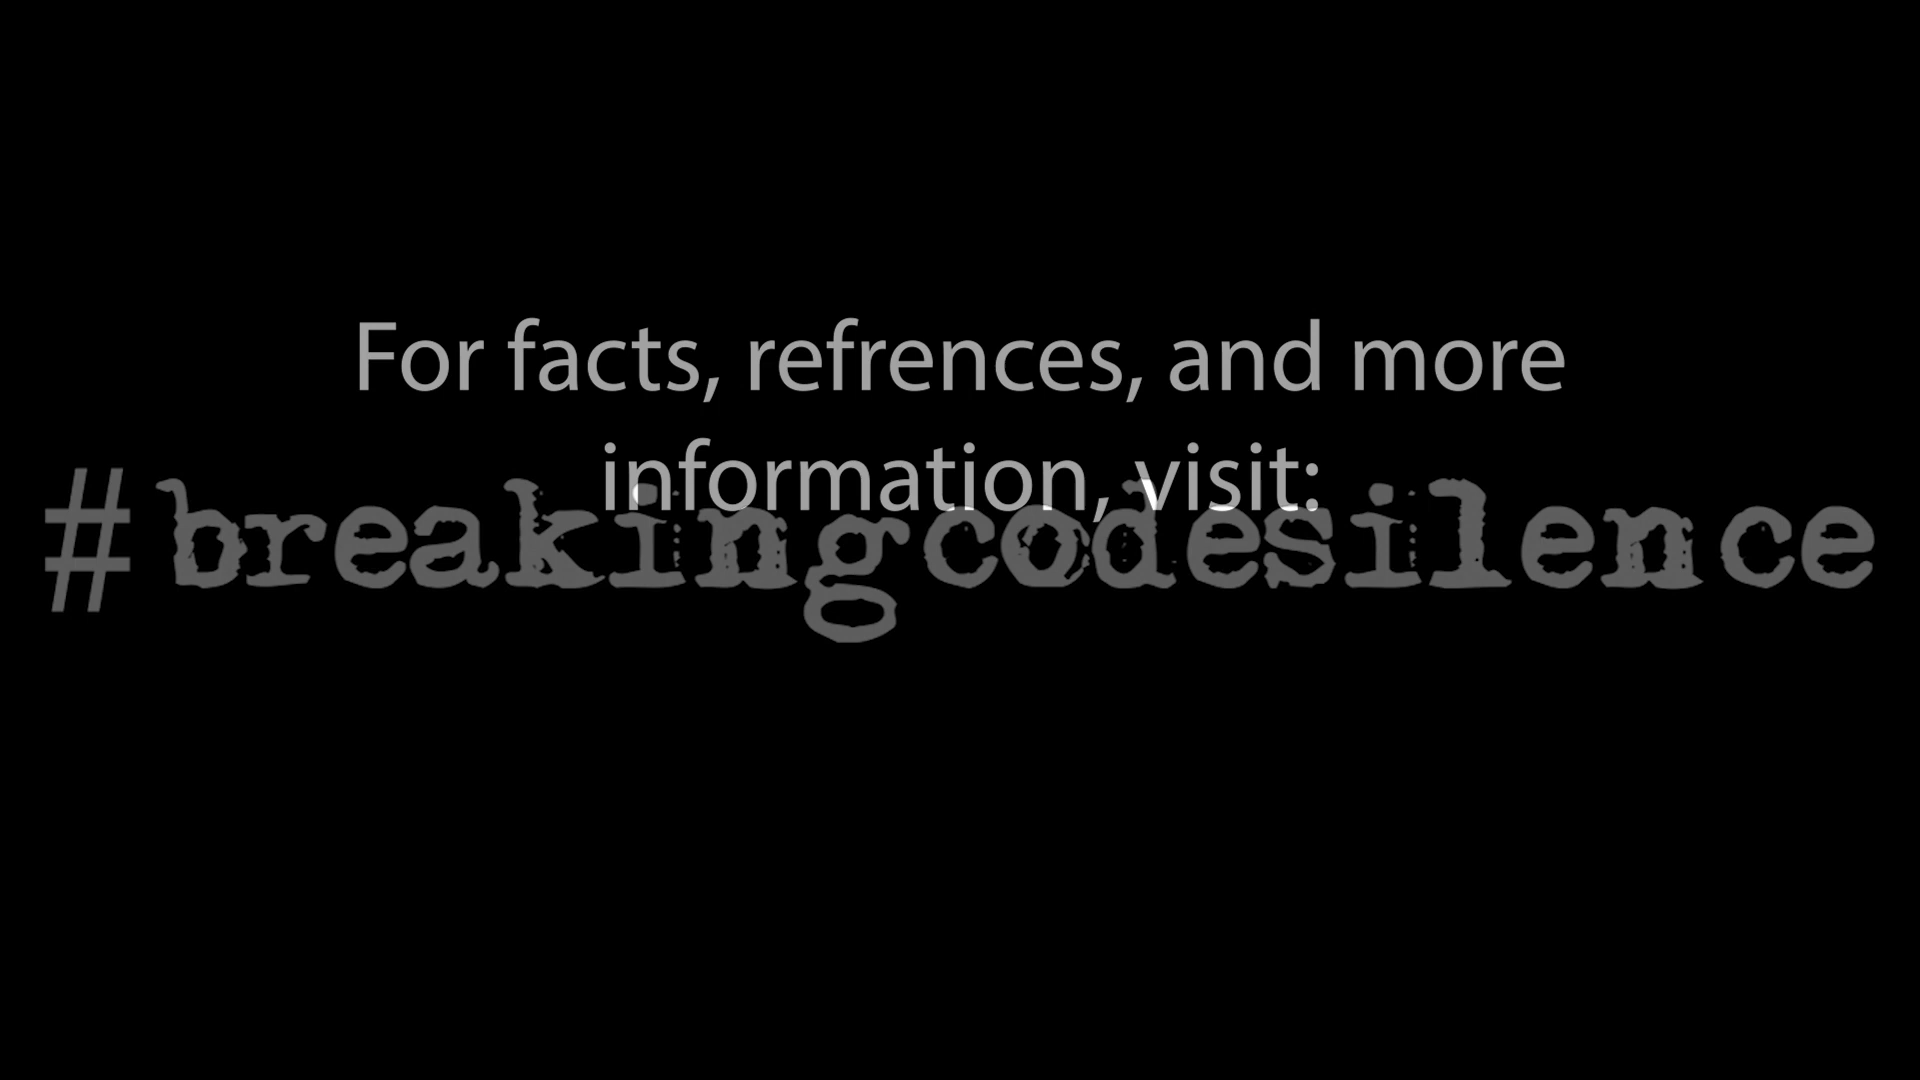 For facts, refrences, and more
information, visit:
#breakingcodesilence